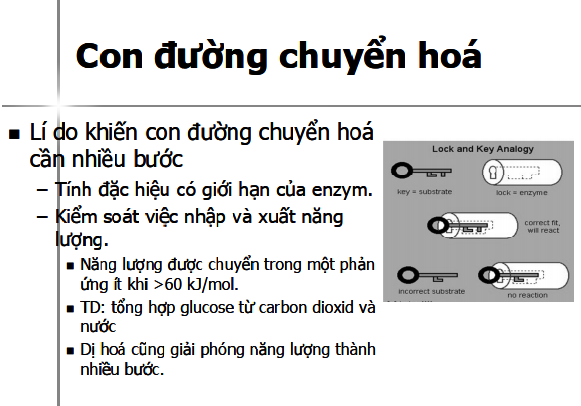 Con đường chuyển hoá
Lí do khiến con đường chuyển hoá
cần nhiều bước
– Tính đặc hiệu có giới hạn của enzym.
– Kiểm soát việc nhập và xuất năng
lượng.
Năng lượng được chuyển trong một phản
ứng ít khi >60 kJ/mol.
TD: tổng hợp glucose từ carbon dioxid và
nước
Dị hoá cũng giải phóng năng lượng thành
nhiều bước.
Lock and Key Analogy
key = substrate
lock = enzyme
correct fit,
will react
incorrect substrate
no reaction